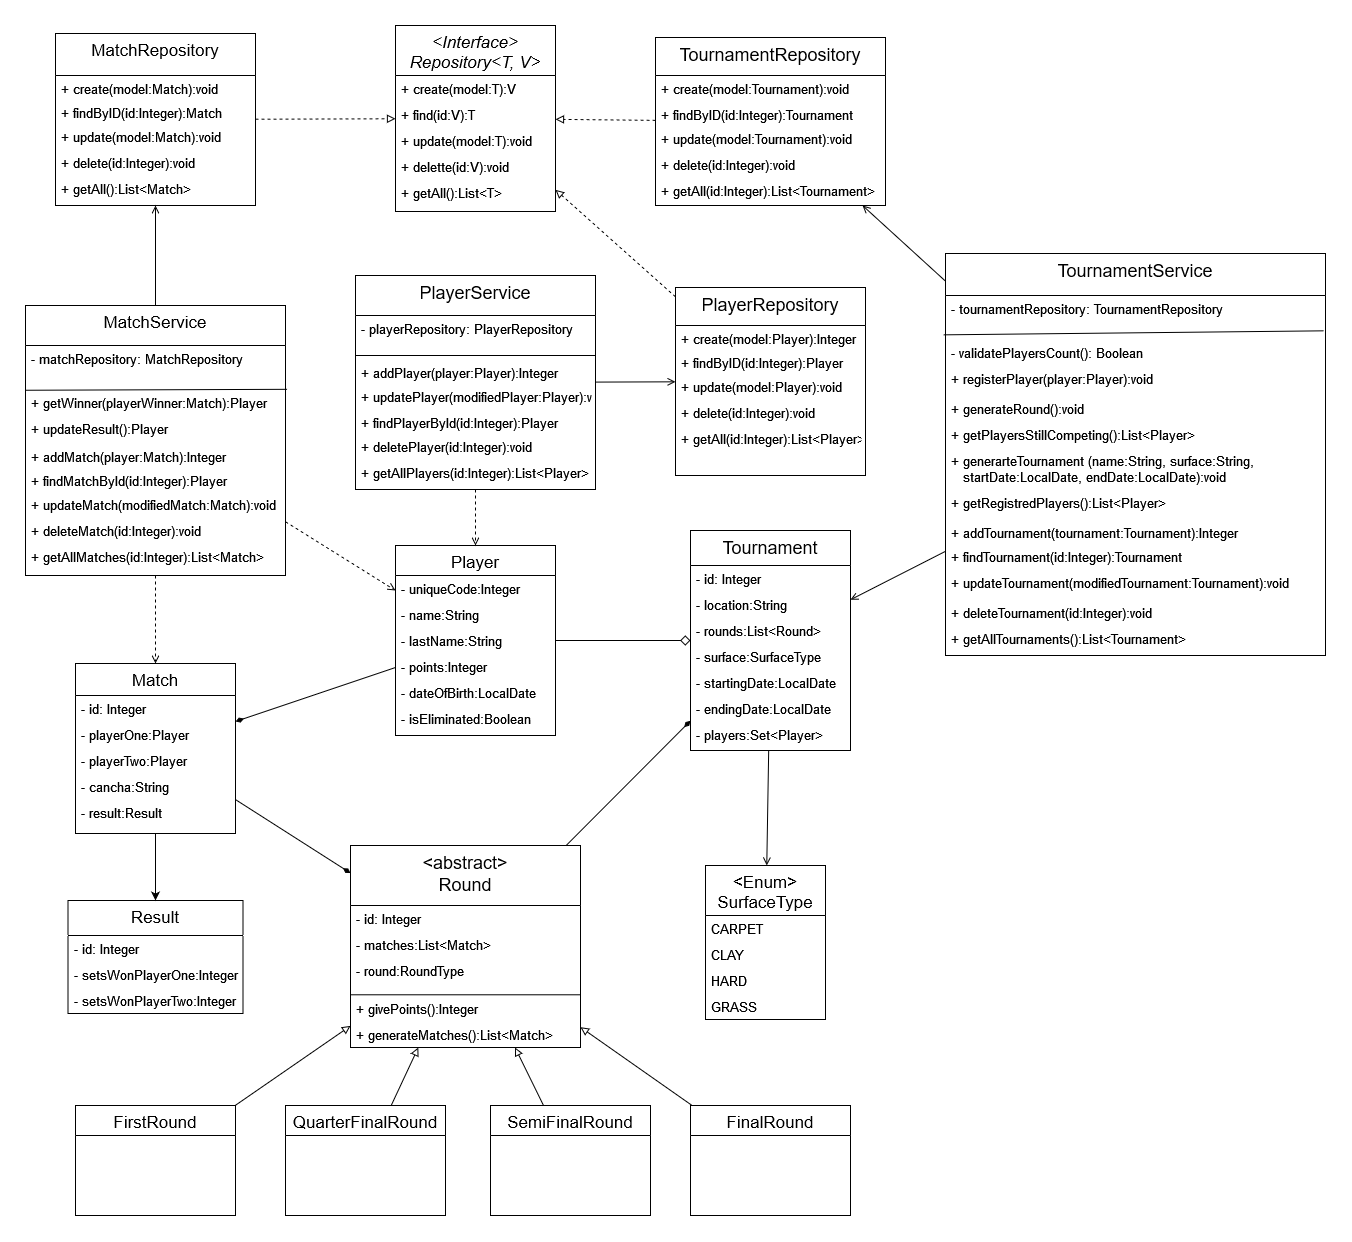 MatchRepository
+ create(model:Match):void
+ findByID(id:Integer):Match
+ update(model:Match):void
+ delete(id:Integer):void
+ getAll():List<Match>
<Interface>
Repository<T, V>
+ create(model:T):V
+ find(id:V):T
+ update(model:T):void
+ delette(id:V):void
+ getAll():List<T>
TournamentRepository
+ create(model:Tournament):void
+ findByID(id:Integer):Tournament
+ update(model:Tournament):void
+ delete(id:Integer):void
+ getAll(id:Integer):List<Tournament>
MatchService
- matchRepository: MatchRepository
+ getWinner(playerWinner:Match):Player
+ updateResult():Player
+ addMatch(player:Match):Integer
+ findMatchById(id:Integer):Player
+ updateMatch(modifiedMatch:Match):void
+ deleteMatch(id:Integer):void
+ getAllMatches(id:Integer):List<Match>
PlayerService
- playerRepository: PlayerRepository
+ addPlayer(player:Player):Integer
+ updatePlayer(modifiedPlayer:Player):v
+ findPlayerById(id:Integer):Player
+ deletePlayer(id:Integer):void
+ getAllPlayers(id:Integer):List<Player>
PlayerRepository
+ create(model:Player):Integer
+ findByID(id:Integer):Player
+ update(model:Player):void
+ delete(id:Integer):void
+ getAll(id:Integer):List<Player>
TournamentService
- tournamentRepository: TournamentRepository
- validatePlayersCount(): Boolean
+ registerPlayer(player:Player):void
+ generateRound():void
+ getPlayersStillCompeting():List<Player>
+ generarteTournament (name:String, surface:String,
startDate:LocalDate, endDate:LocalDate):void
+ getRegistredPlayers():List<Player>
+ addTournament(tournament:Tournament):Integer
+ findTournament(id:Integer):Tournament
+ updateTournament(modifiedTournament:Tournament):void
+ deleteTournament(id:Integer):void
+ getAllTournaments():List<Tournament>
Player
- uniqueCode:Integer
- name:String
- lastName:String
- points:Integer
- dateOfBirth:LocalDate
- isEliminated:Boolean
Tournament
- id: Integer
- location:String
- rounds:List<Round>
- surface:SurfaceType
- startingDate:LocalDate
- endingDate:LocalDate
- players:Set<Player>
Match
- id: Integer
- playerOne:Player
- playerTwo:Player
- cancha:String
- result:Result
Result
- id: Integer
- setsWonPlayerOne:Integer
- setsWonPlayerTwo:Integer
<abstract>
Round
- id: Integer
- matches:List<Match>
- round:RoundType
+ givePoints():Integer
+ generateMatches():List<Match>
<Enum>
SurfaceType
CARPET
CLAY
HARD
GRASS
FirstRound
QuarterFinalRound
SemiFinalRound
FinalRound